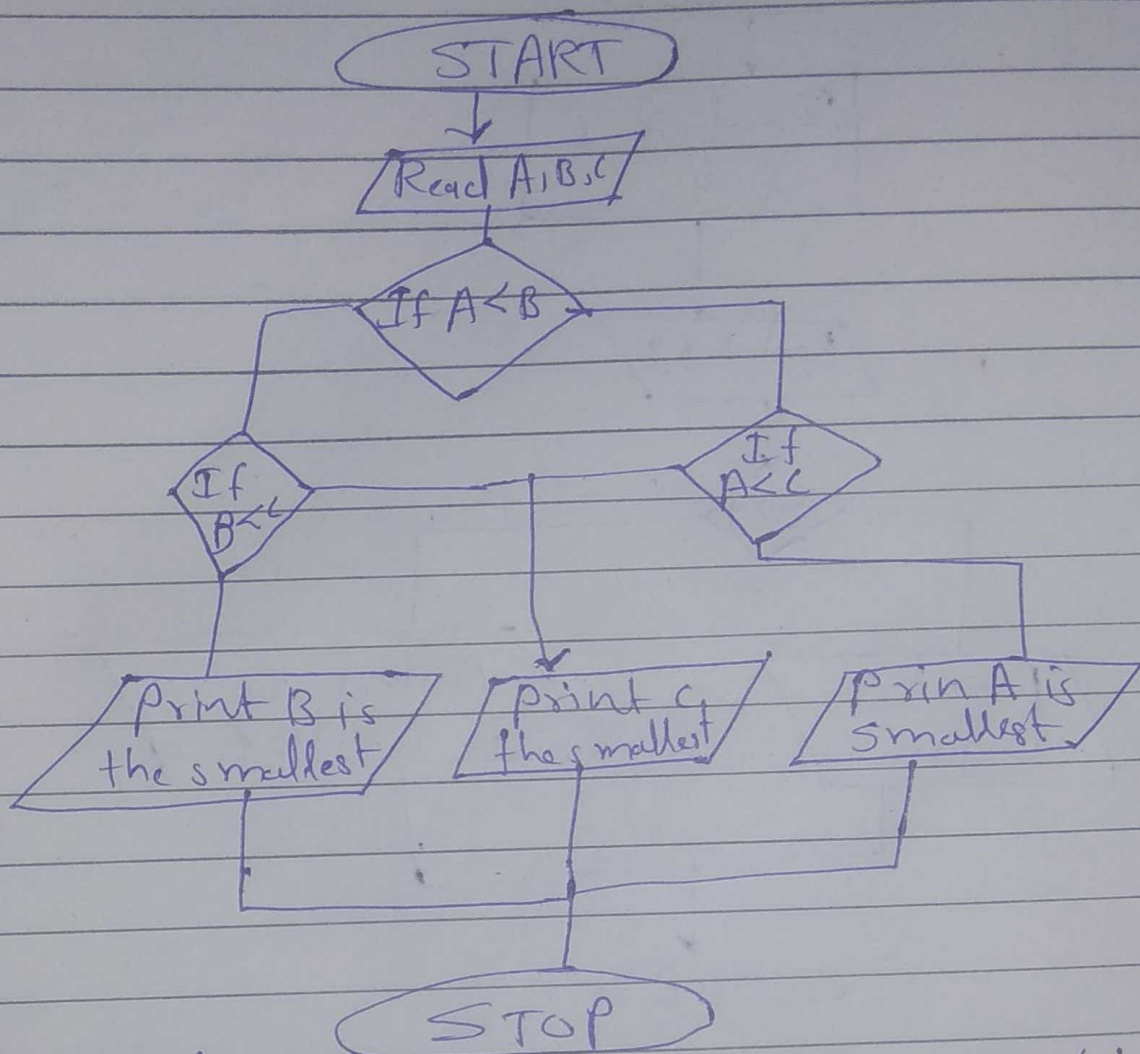 START
Read A,B,C
If A<B
If
B<C
If
A<C
Print B is
the smallest
print C
the smallest
prin A is
smallest
STOP